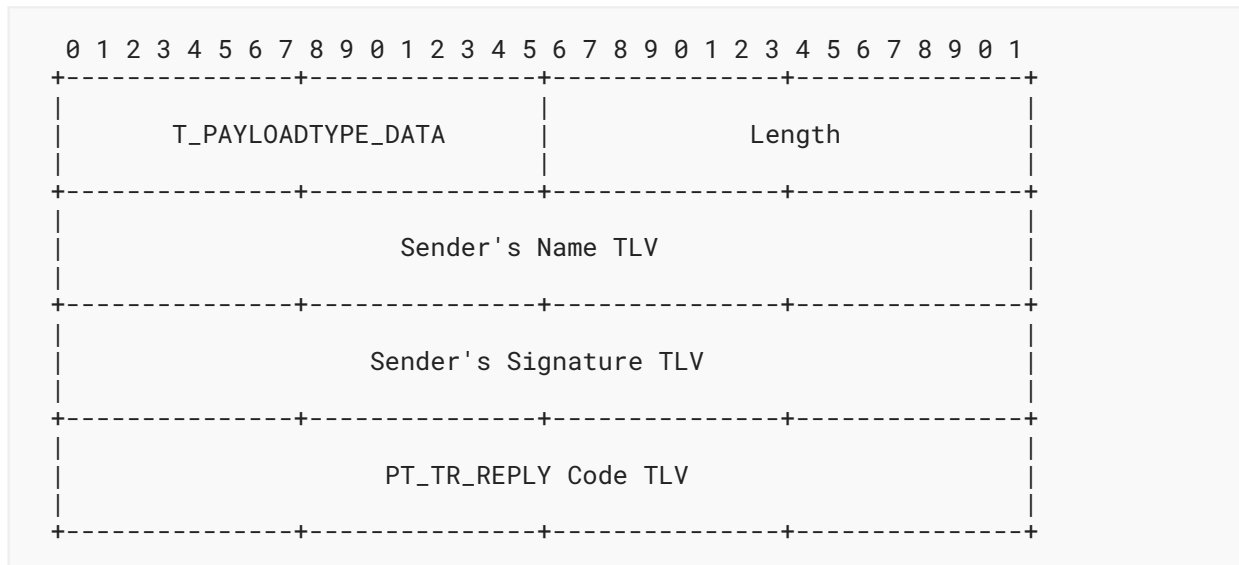 0 1 2 3 4 5 6 7 8 9 0 1 2 3 4 5 6 7 8 9 0 1 2 3 4 5 6 7 8 9 0 1
+---------------+---------------+---------------+---------------+
|                               |                               |
|       T_PAYLOADTYPE_DATA      |             Length            |
|                               |                               |
+---------------+---------------+---------------+---------------+
|                                                               |
|                      Sender's Name TLV                        |
|                                                               |
+---------------+---------------+---------------+---------------+
|                                                               |
|                    Sender's Signature TLV                     |
|                                                               |
+---------------+---------------+---------------+---------------+
|                                                               |
|                     PT_TR_REPLY Code TLV                      |
|                                                               |
+---------------+---------------+---------------+---------------+